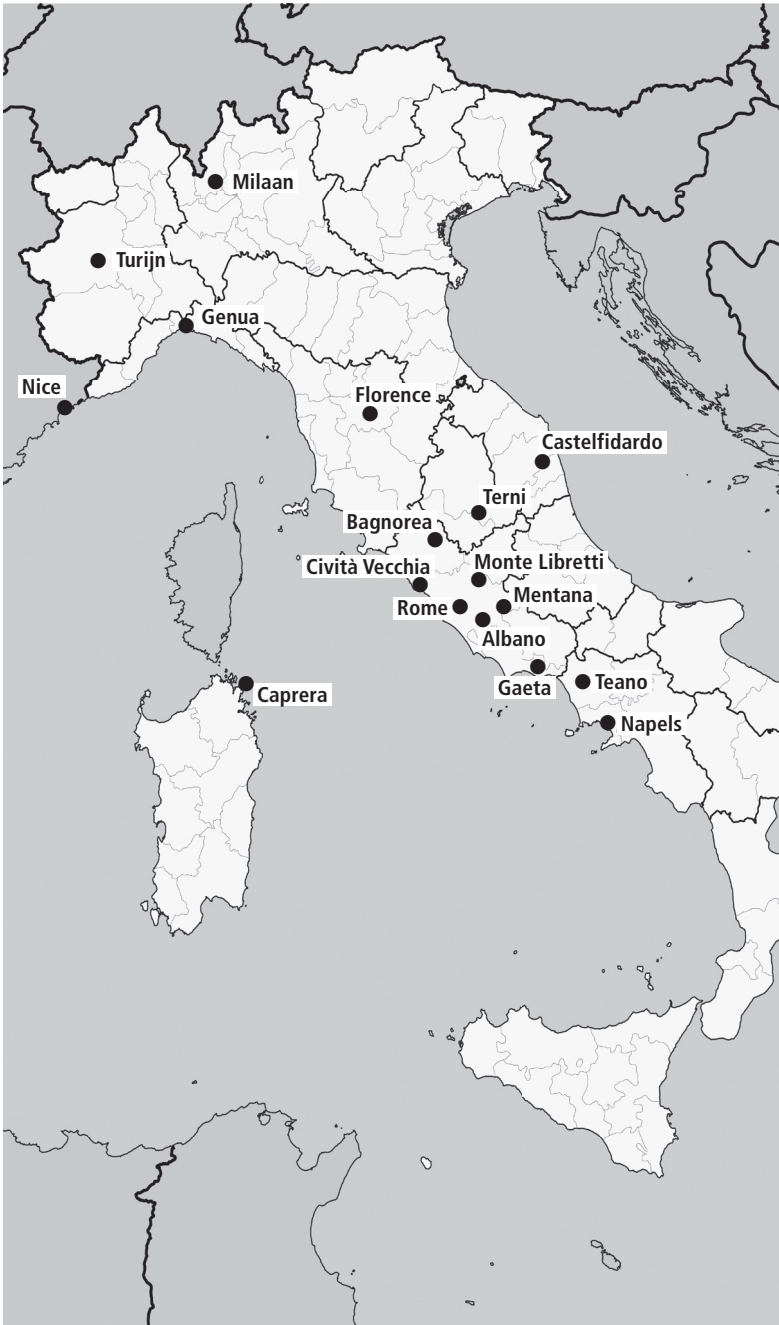 Milaan
Turijn
Genua
Nice
Florence
Castelfidardo
Terni
Bagnorea
Cività Vecchia
Monte Libretti
Mentana
Rome
Albano
Gaeta
Teano
Caprera
Napels